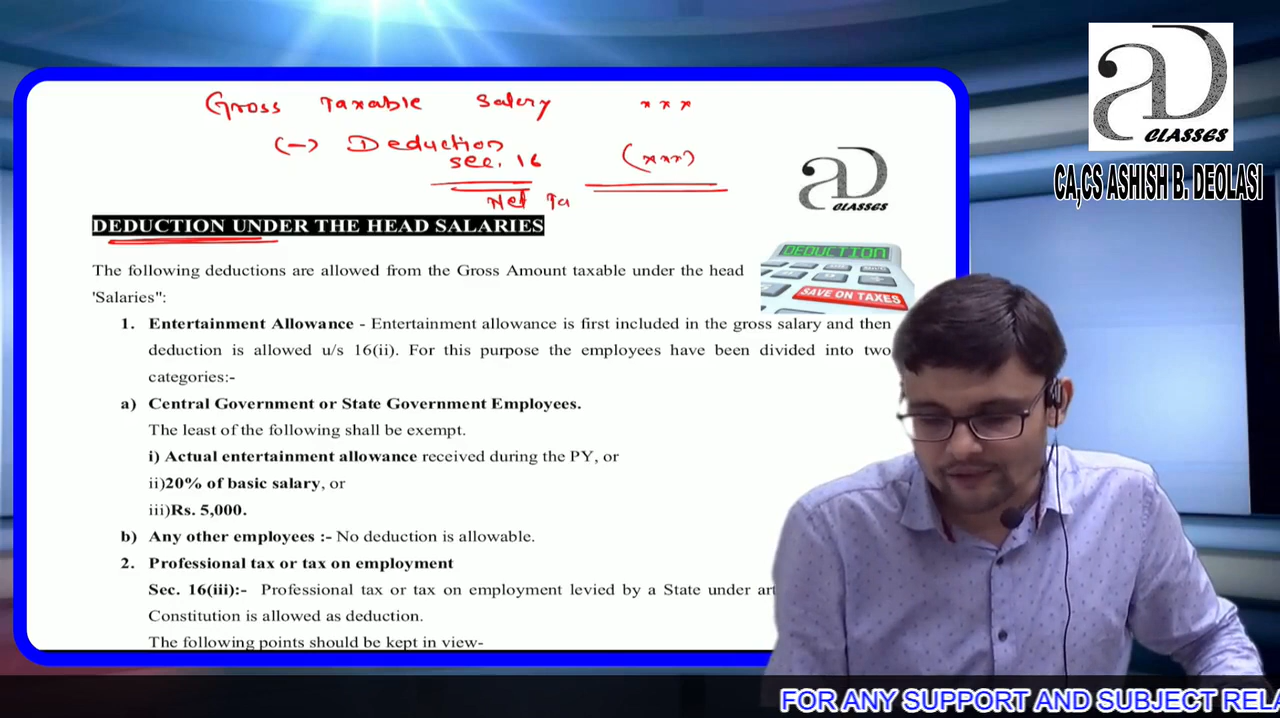 Gross Taxable Salary x x x
(-) Deduction
sec. 16 (xxx)
Net Ta
aD
CLASSES
CA,CS ASHISH B. DEOLASI
aD
CLASSES
DEDUCTION UNDER THE HEAD SALARIES
DEDUCTION
SAVE ON TAXES
The following deductions are allowed from the Gross Amount taxable under the head
'Salaries":
1. Entertainment Allowance - Entertainment allowance is first included in the gross salary and then
deduction is allowed u/s 16(ii). For this purpose the employees have been divided into two
categories:-
a) Central Government or State Government Employees.
The least of the following shall be exempt.
i) Actual entertainment allowance received during the PY, or
ii)20% of basic salary, or
iii)Rs. 5,000.
b) Any other employees :- No deduction is allowable.
2. Professional tax or tax on employment
Sec. 16(iii):- Professional tax or tax on employment levied by a State under art
Constitution is allowed as deduction.
The following points should be kept in view-
FOR ANY SUPPORT AND SUBJECT RELA